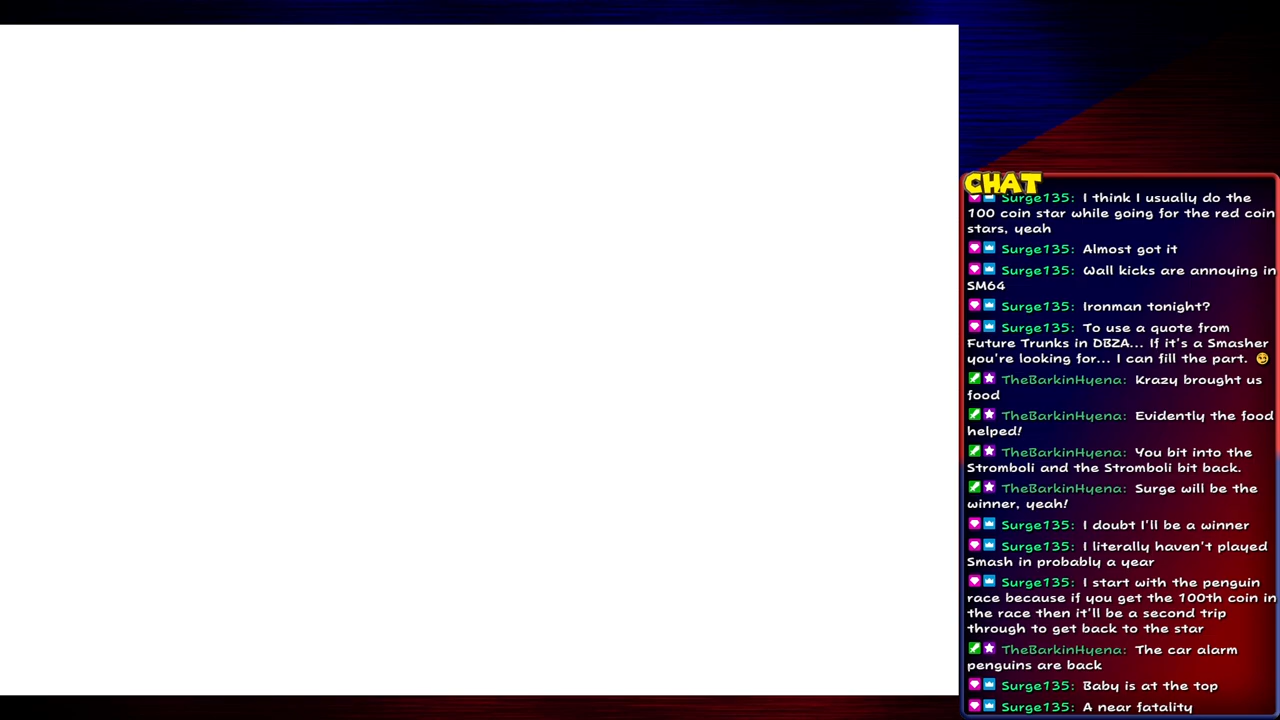 CHAT
Surge135: I think I usually do the
100 coin star while going for the red coin
stars, yeah
Surge135: Almost got it
Surge135: Wall kicks are annoying in
SM64
Surge135: Ironman tonight?
Surge135: To use a quote from
Future Trunks in DBZA... If it's a Smasher
you're looking for... I can fill the part. 😏
TheBarkinHyena: Krazy brought us
food
TheBarkinHyena: Evidently the food
helped!
TheBarkinHyena: You bit into the
Stromboli and the Stromboli bit back.
TheBarkinHyena: Surge will be the
winner, yeah!
Surge135: I doubt I'll be a winner
Surge135: I literally haven't played
Smash in probably a year
Surge135: I start with the penguin
race because if you get the 100th coin in
the race then it'll be a second trip
through to get back to the star
TheBarkinHyena: The car alarm
penguins are back
Surge135: Baby is at the top
Surge135: A near fatality